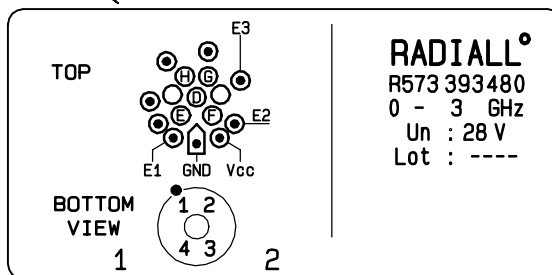 E3
TOP
H G
D
E F
E2
E1 GND Vcc
BOTTOM
VIEW
1 2
4 3
1 2
RADIALL°
R573 393480
0 - 3 GHz
Un : 28 V
Lot : ----